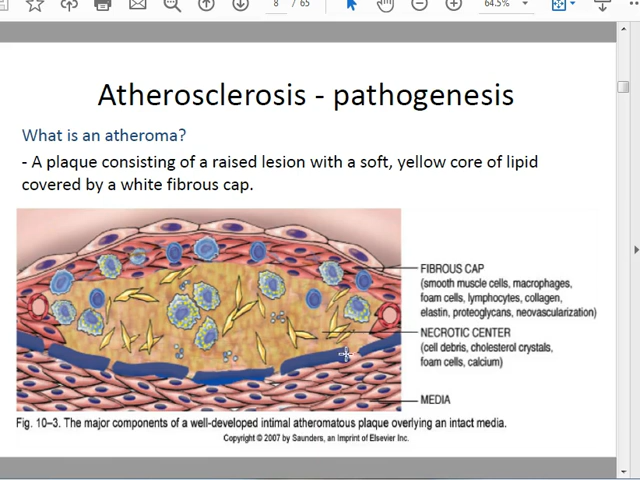 8 / 65
64.5%
Atherosclerosis - pathogenesis
What is an atheroma?
- A plaque consisting of a raised lesion with a soft, yellow core of lipid
covered by a white fibrous cap.
FIBROUS CAP
(smooth muscle cells, macrophages,
foam cells, lymphocytes, collagen,
elastin, proteoglycans, neovascularization)
NECROTIC CENTER
(cell debris, cholesterol crystals,
foam cells, calcium)
MEDIA
Fig. 10–3. The major components of a well-developed intimal atheromatous plaque overlying an intact media.
Copyright © 2007 by Saunders, an Imprint of Elsevier Inc.